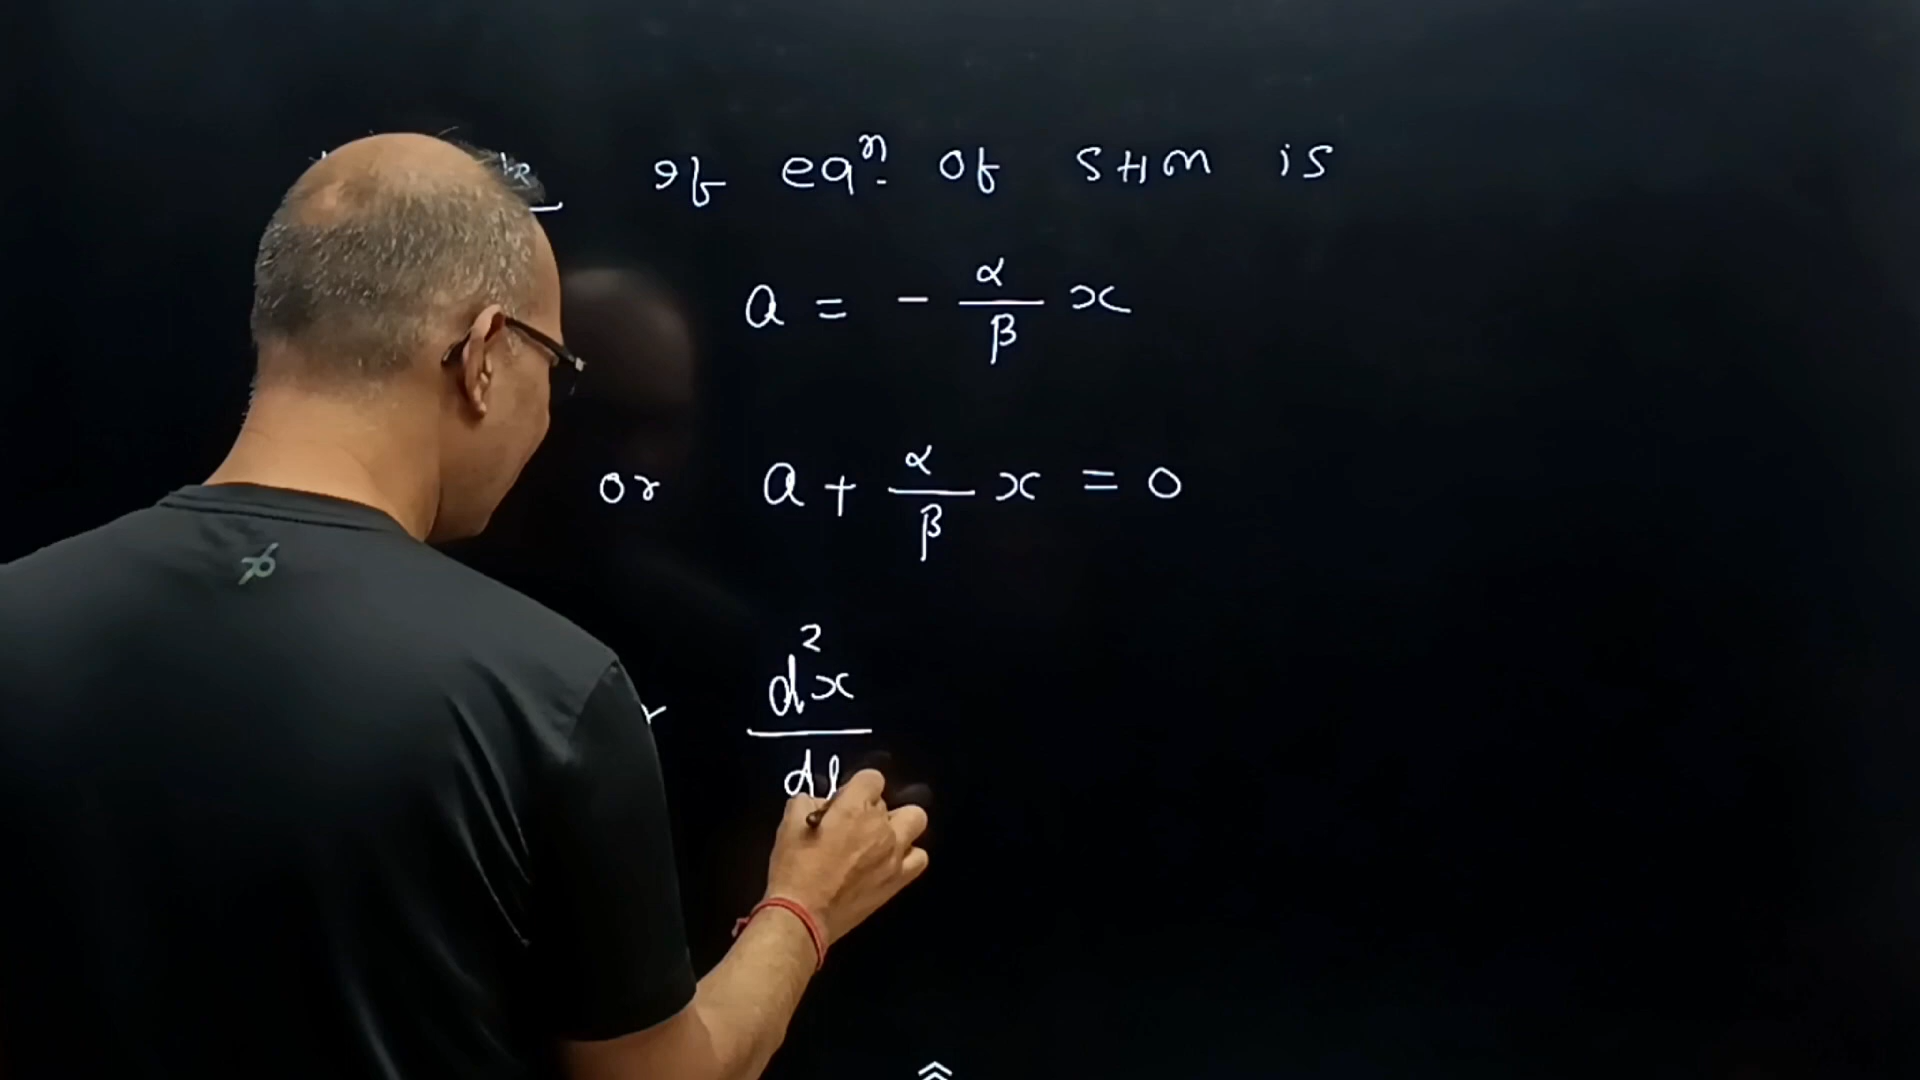 If eqⁿ. of SHM is
a = - α/β x
or a + α/β x = 0
d²x/dt